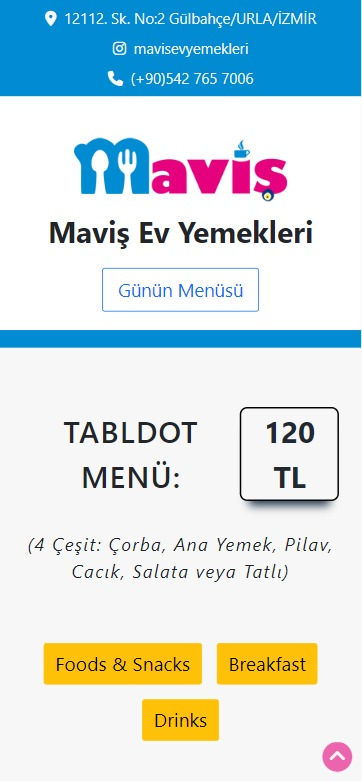 12112. Sk. No:2 Gülbahçe/URLA/İZMİR
mavisevyemekleri
(+90)542 765 7006
maviş
Maviş Ev Yemekleri
Günün Menüsü
TABLDOT
MENÜ:
120
TL
(4 Çeşit: Çorba, Ana Yemek, Pilav,
Cacık, Salata veya Tatlı)
Foods & Snacks
Breakfast
Drinks